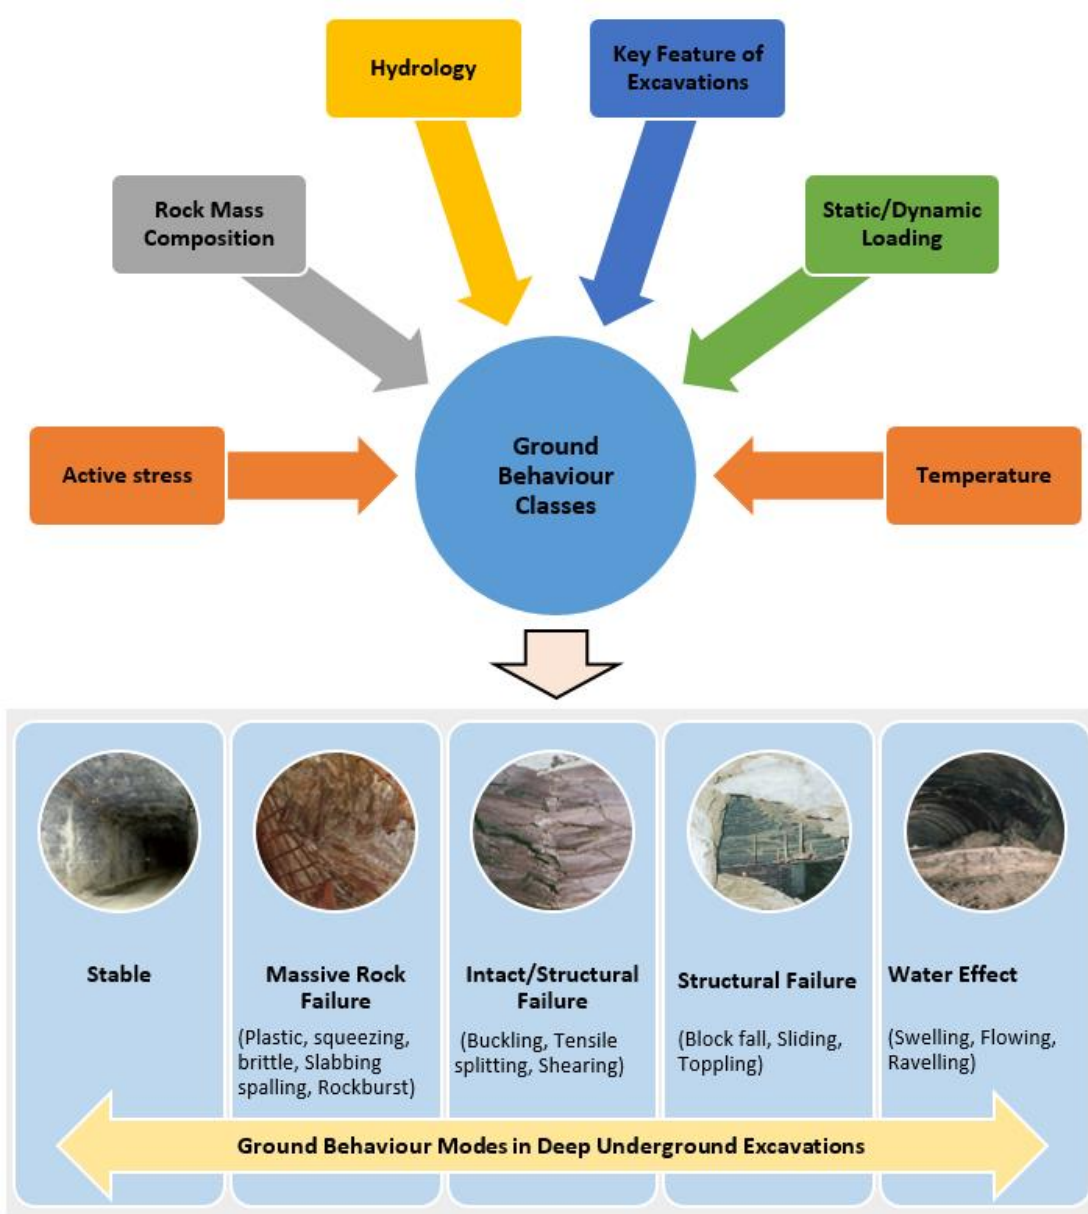 Hydrology
Key Feature of
Excavations
Rock Mass
Composition
Static/Dynamic
Loading
Active stress
Ground
Behaviour
Classes
Temperature
Stable
Massive Rock
Failure
(Plastic, squeezing,
brittle, Slabbing
spalling, Rockburst)
Intact/Structural
Failure
(Buckling, Tensile
splitting, Shearing)
Structural Failure
(Block fall, Sliding,
Toppling)
Water Effect
(Swelling, Flowing,
Ravelling)
Ground Behaviour Modes in Deep Underground Excavations